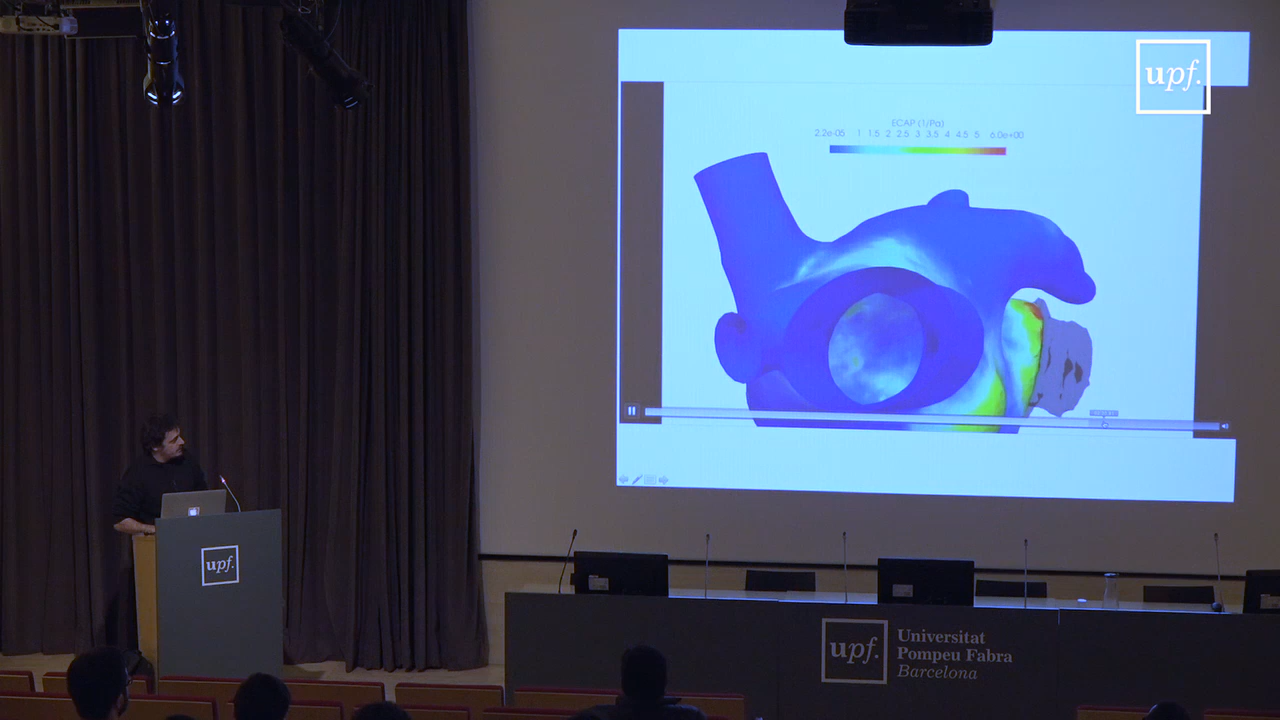 upf.
ECAP (1/Pa)
2.2e-05 1 1.5 2 2.5 3 3.5 4 4.5 5 6.0e+00
upf.
upf.
Universitat
Pompeu Fabra
Barcelona